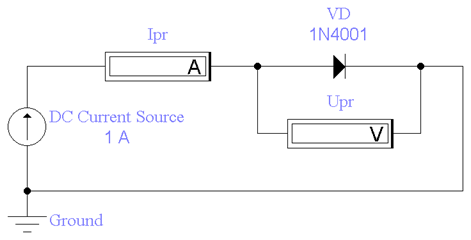 Ipr
A
VD
1N4001
Upr
V
DC Current Source
1 A
Ground